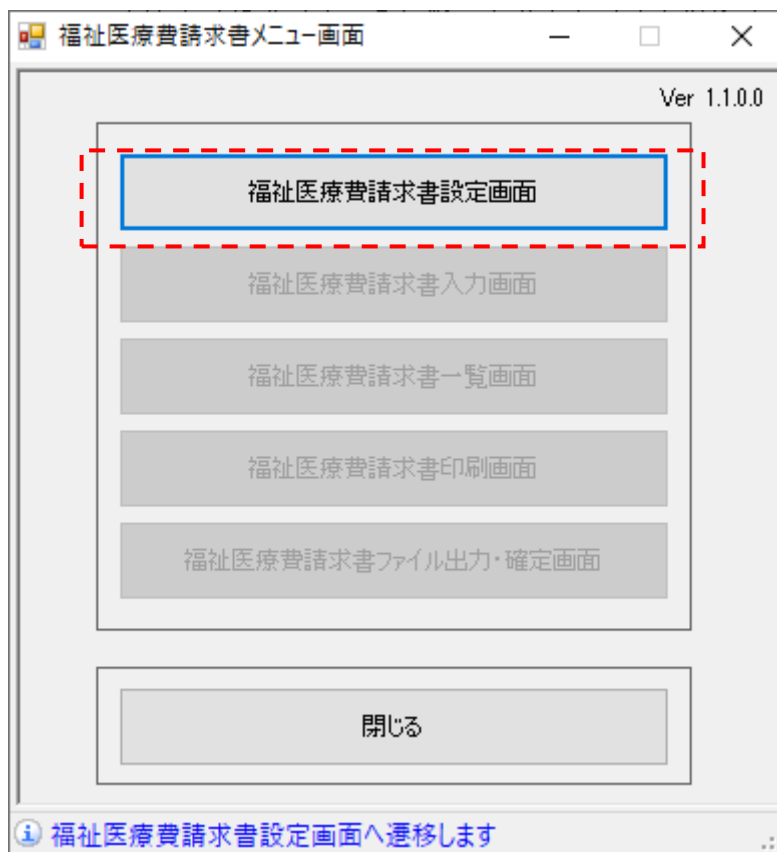 福祉医療費請求書メニュー画面
Ver 1.1.0.0
福祉医療費請求書設定画面
福祉医療費請求書入力画面
福祉医療費請求書一覧画面
福祉医療費請求書印刷画面
福祉医療費請求書ファイル出力・確定画面
閉じる
福祉医療費請求書設定画面へ遷移します